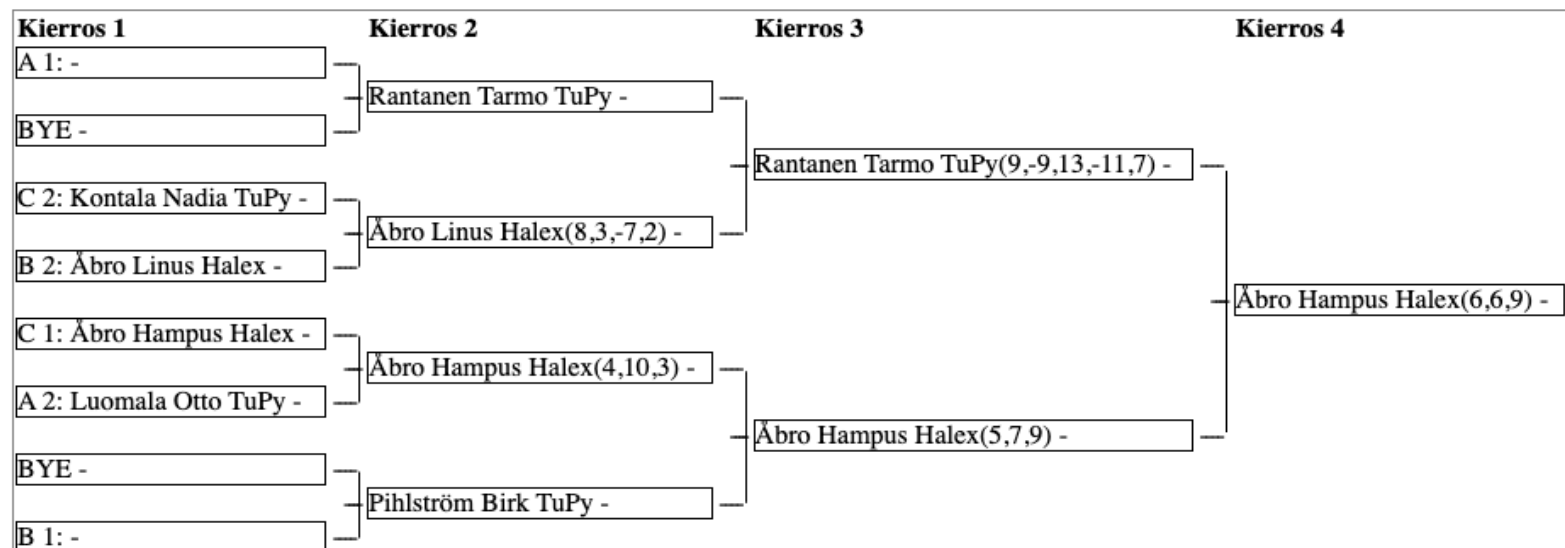 Kierros 1
Kierros 2
Kierros 3
Kierros 4
A 1: -
BYE -
C 2: Kontala Nadia TuPy -
B 2: Åbro Linus Halex -
C 1: Åbro Hampus Halex -
A 2: Luomala Otto TuPy -
BYE -
B 1: -
Rantanen Tarmo TuPy -
Åbro Linus Halex(8,3,-7,2) -
Åbro Hampus Halex(4,10,3) -
Pihlström Birk TuPy -
Rantanen Tarmo TuPy(9,-9,13,-11,7) -
Åbro Hampus Halex(5,7,9) -
Åbro Hampus Halex(6,6,9) -